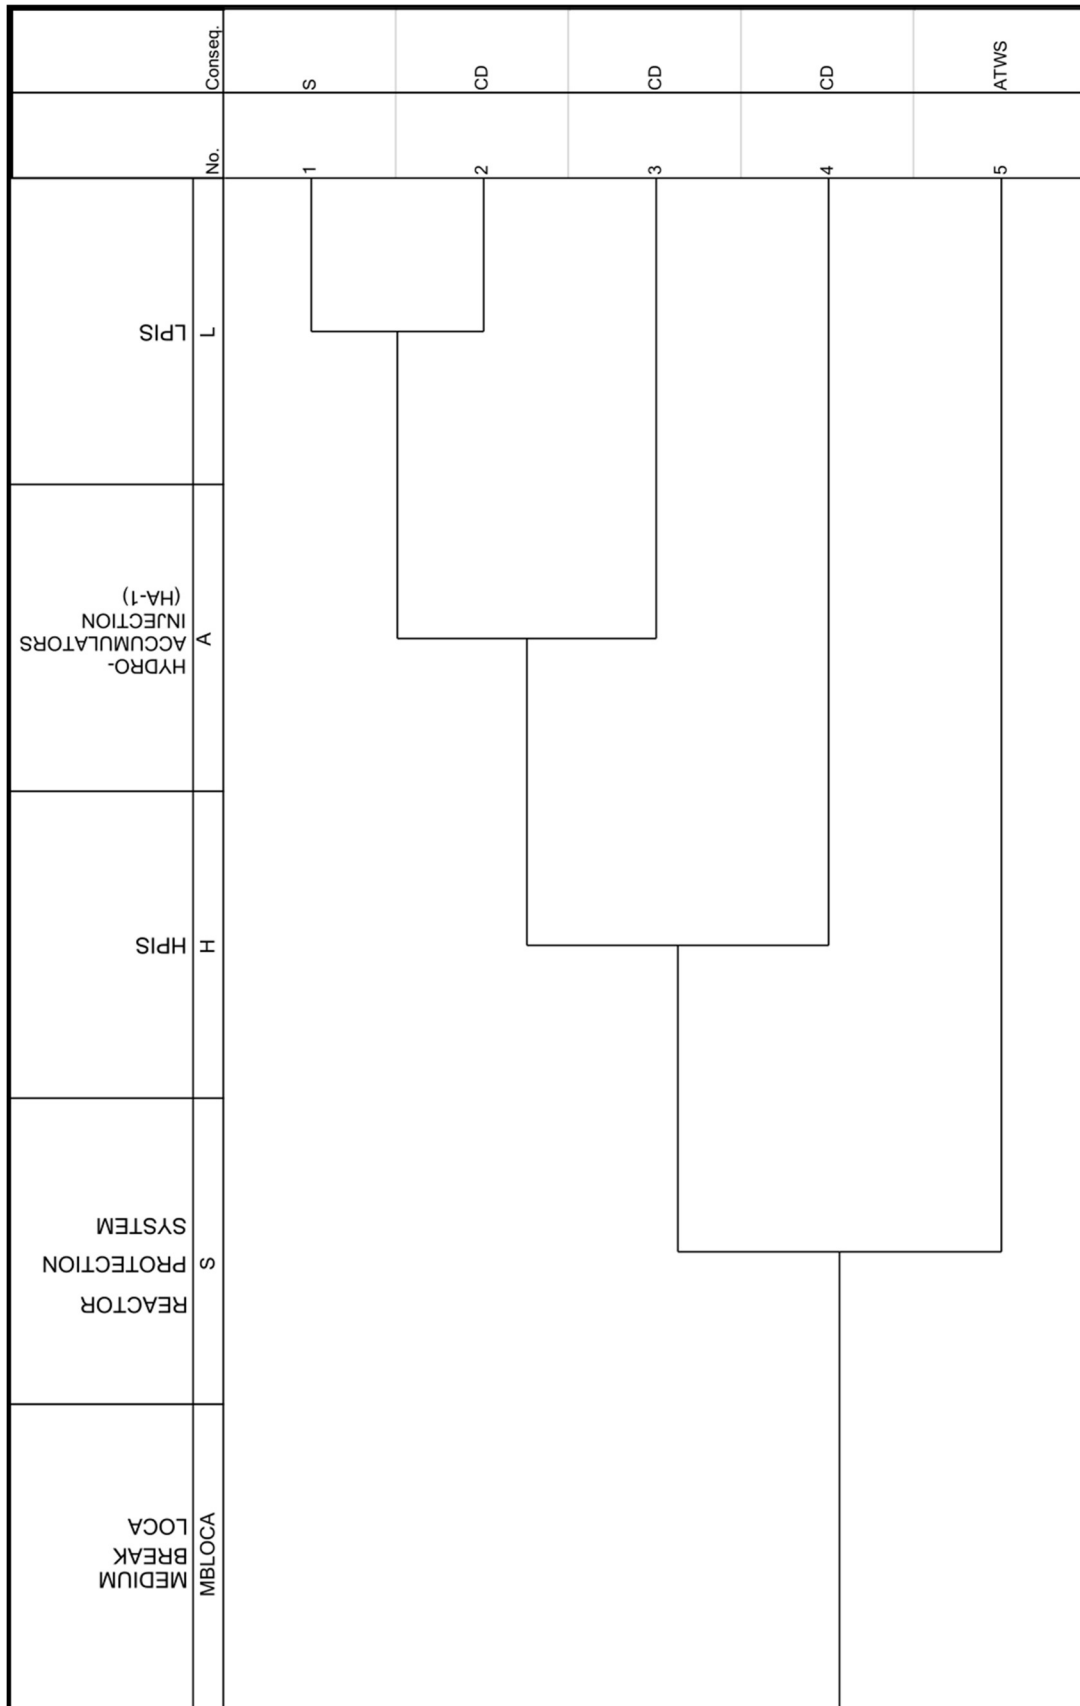 MEDIUM
BREAK
LOCA
REACTOR
PROTECTION
SYSTEM
HPIS
HYDRO-
ACCUMULATORS
INJECTION
(HA-1)
LPIS
MBLOCA
S
H
A
L
No.
Conseq.
1
S
2
CD
3
CD
4
CD
5
ATWS